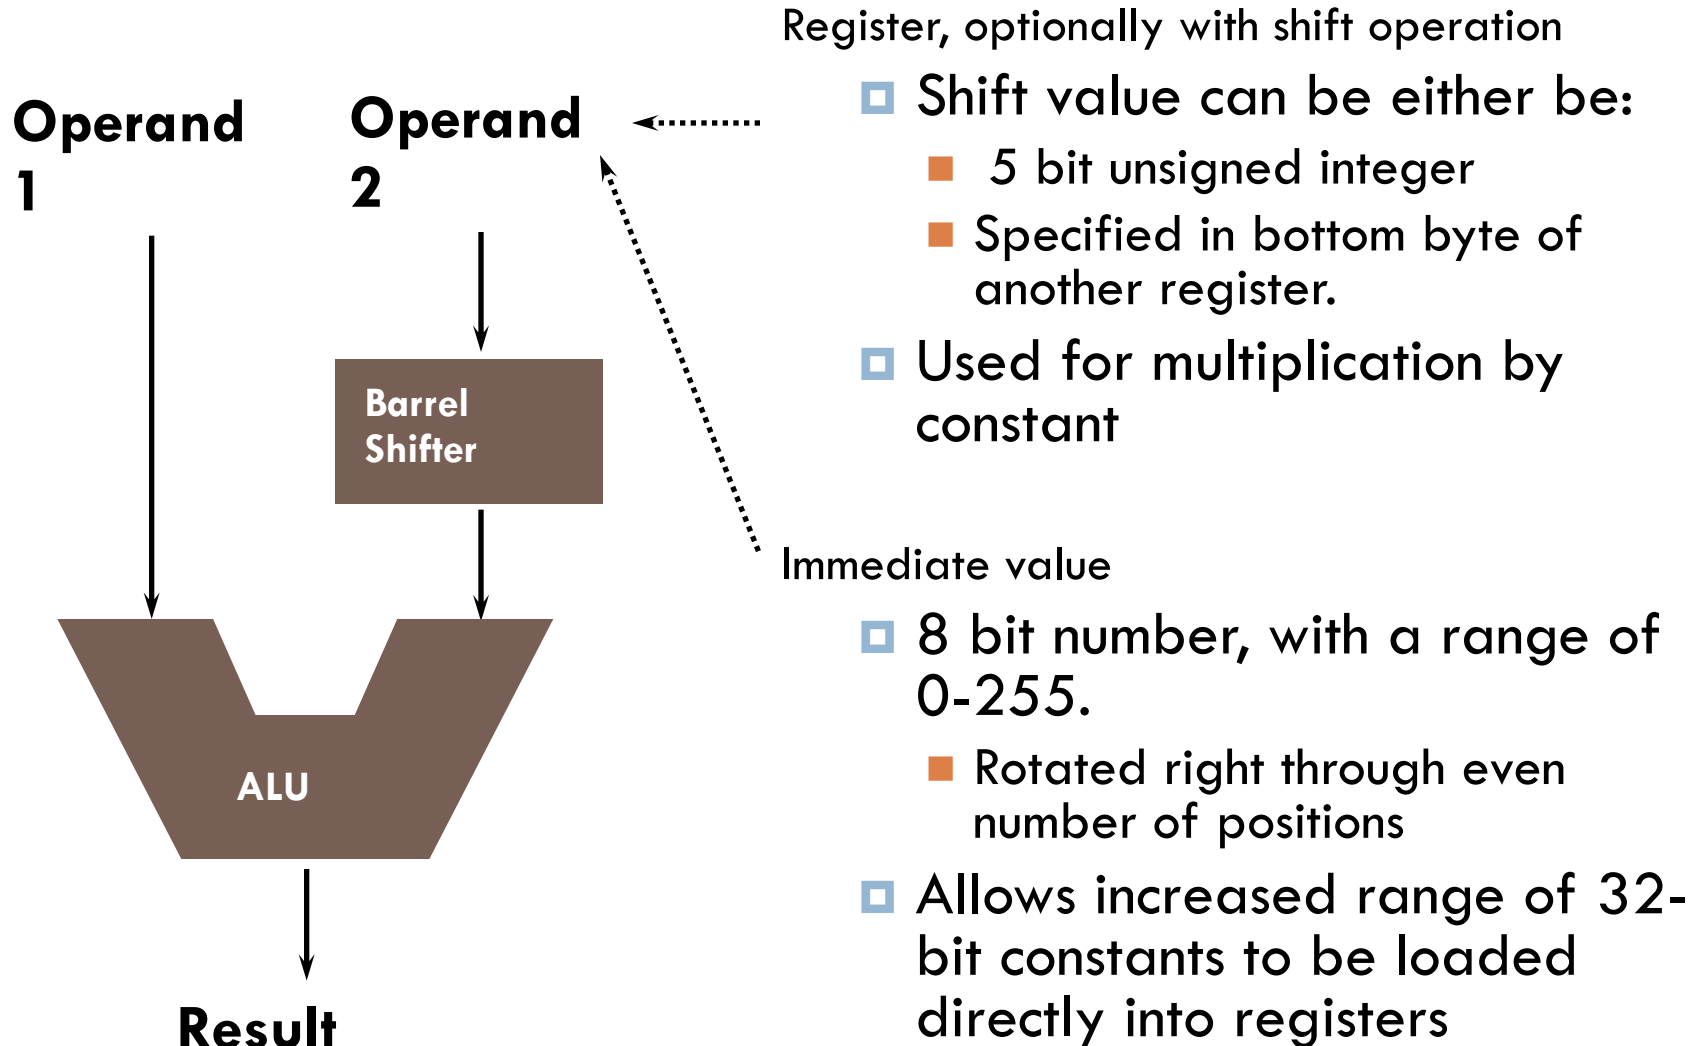 Operand
1
Operand
2
Barrel
Shifter
ALU
Result
Register, optionally with shift operation
Shift value can be either be:
5 bit unsigned integer
Specified in bottom byte of
another register.
Used for multiplication by
constant
Immediate value
8 bit number, with a range of
0-255.
Rotated right through even
number of positions
Allows increased range of 32-
bit constants to be loaded
directly into registers